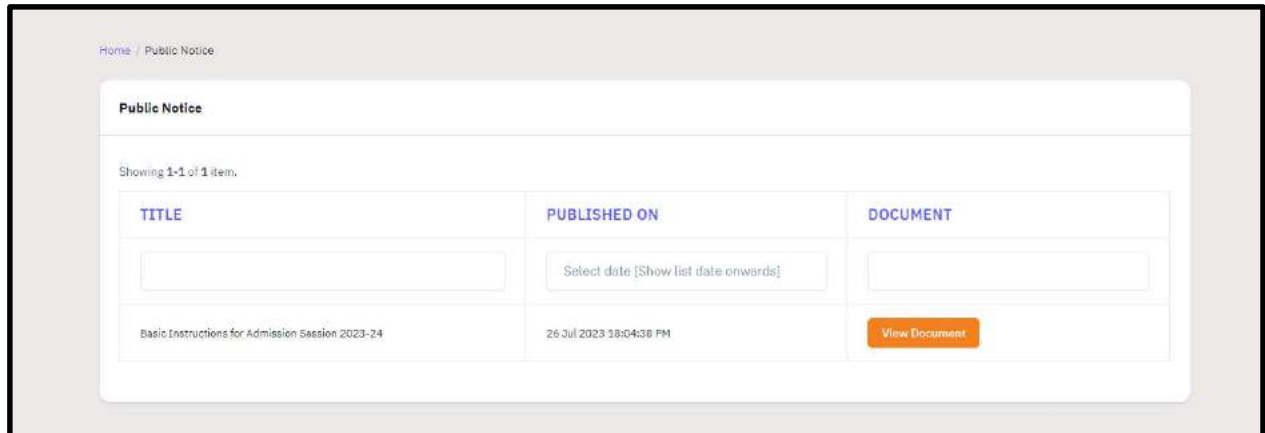 Home / Public Notice
Public Notice
Showing 1-1 of 1 item.
TITLE PUBLISHED ON DOCUMENT
Select date [Show list date onwards]
Basic Instructions for Admission Session 2023-24 26 Jul 2023 18:04:38 PM View Document